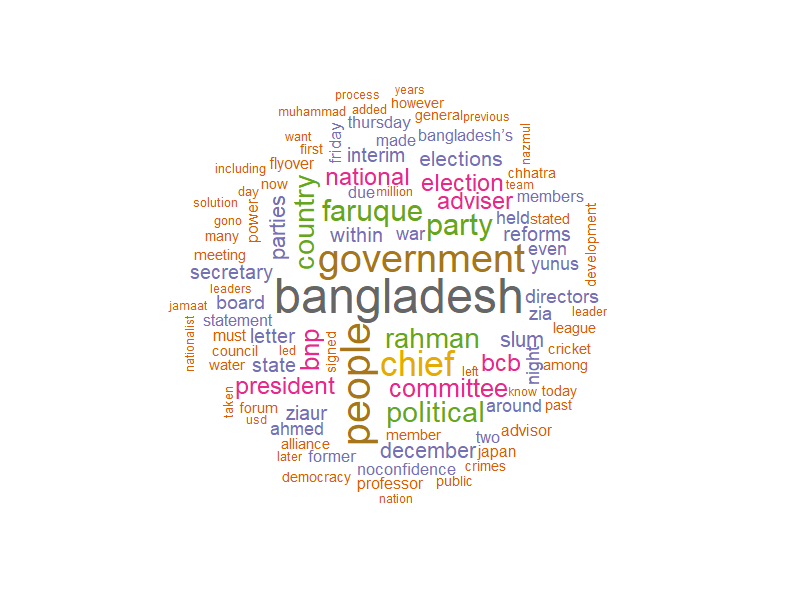 years
process
muhammad
added
however
general
previous
want
friday
thursday
made
bangladesh's
nazmul
first
flyover
interim
elections
including
now
national
election
team
chhatra
day
country
due
million
adviser
members
solution
power
faruque
party
held
stated
gono
parties
within
war
reforms
development
many
government
even
meeting
yunus
secretary
leaders
bangladesh
directors
jamaat
board
zia
leader
statement
nationalist
must
letter
bnp
signed
people
rahman
slum
league
council
led
cricket
water
state
chief
left
bcb
night
among
president
committee
know
today
taken
forum
usd
ziaur
political
around
past
ahmed
member
two
advisor
alliance
later
former
december
japan
noconfidence
crimes
democracy
professor
public
nation